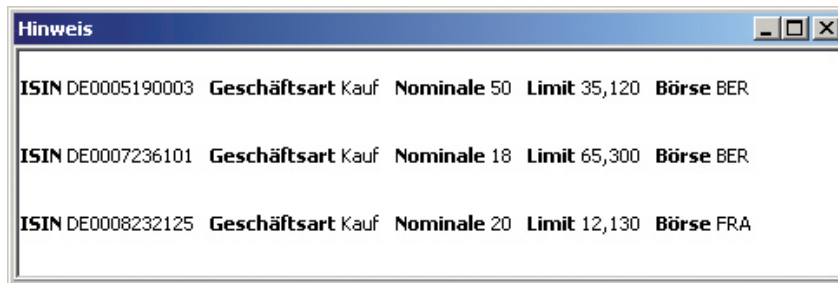 Hinweis
ISIN DE0005190003 Geschäftsart Kauf Nominale 50 Limit 35,120 Börse BER
ISIN DE0007236101 Geschäftsart Kauf Nominale 18 Limit 65,300 Börse BER
ISIN DE0008232125 Geschäftsart Kauf Nominale 20 Limit 12,130 Börse FRA